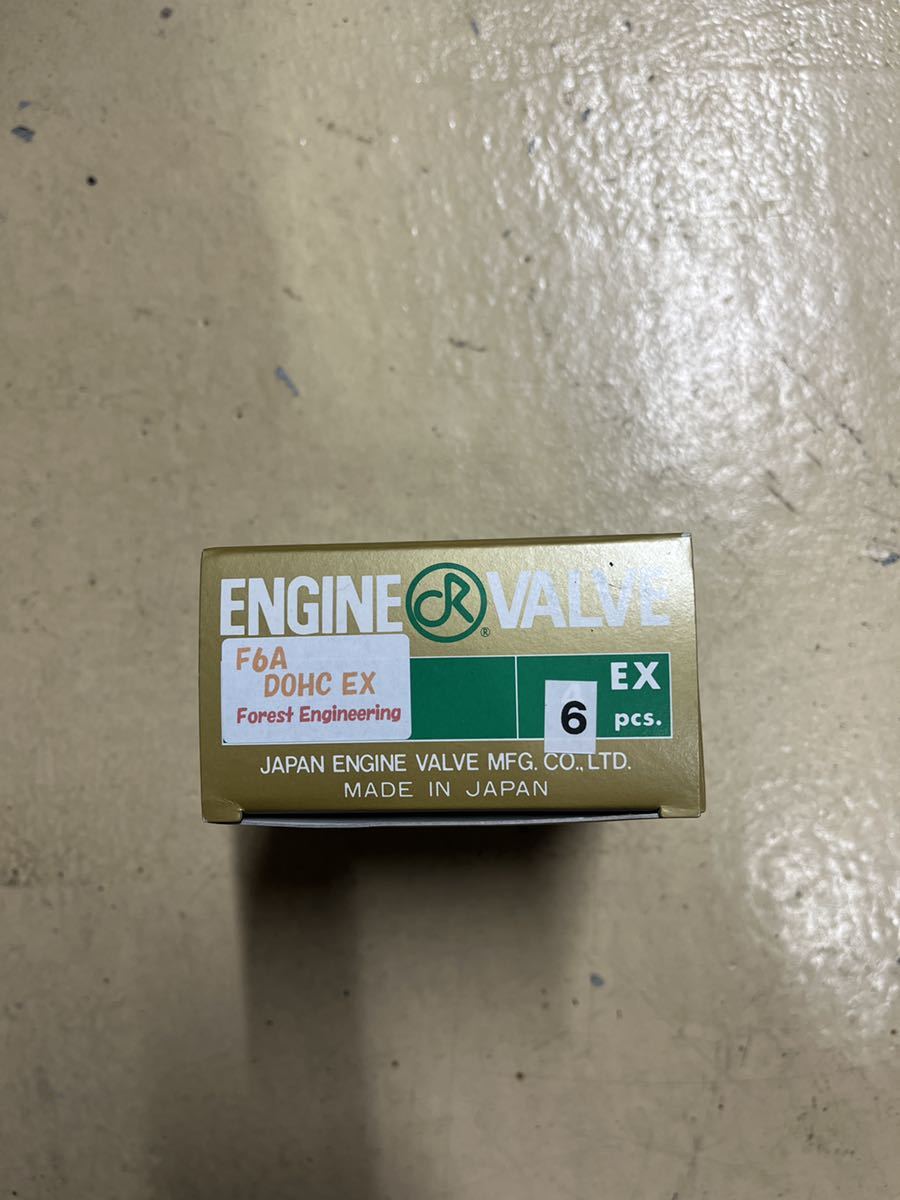 ENGINE R ® VALVE
F6A
DOHC EX
Forest Engineering
EX
6 pcs.
JAPAN ENGINE VALVE MFG. CO., LTD.
MADE IN JAPAN